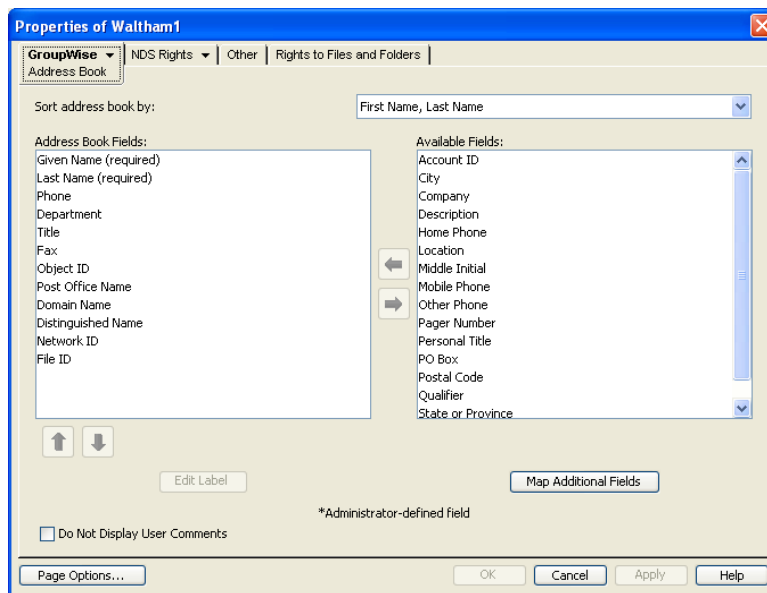 Properties of Waltham1
GroupWise NDS Rights Other Rights to Files and Folders
Address Book
Sort address book by: First Name, Last Name
Address Book Fields:
Given Name (required)
Last Name (required)
Phone
Department
Title
Fax
Object ID
Post Office Name
Domain Name
Distinguished Name
Network ID
File ID
Available Fields:
Account ID
City
Company
Description
Home Phone
Location
Middle Initial
Mobile Phone
Other Phone
Pager Number
Personal Title
PO Box
Postal Code
Qualifier
State or Province
Edit Label
Map Additional Fields
*Administrator-defined field
Do Not Display User Comments
Page Options... OK Cancel Apply Help